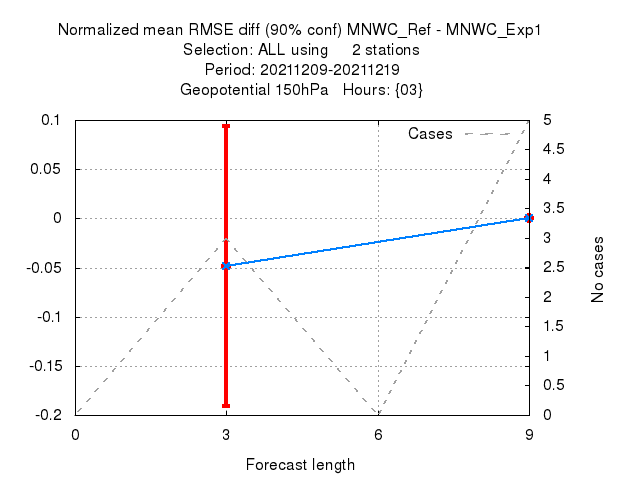 Normalized mean RMSE diff (90% conf) MNWC_Ref - MNWC_Exp1
Selection: ALL using     2 stations
Period: 20211209-20211219
Geopotential 150hPa   Hours: {03}
Cases
0.1
0.05
0
-0.05
-0.1
-0.15
-0.2
5
4.5
4
3.5
3
2.5
2
1.5
1
0.5
0
No cases
0 3 6 9
Forecast length